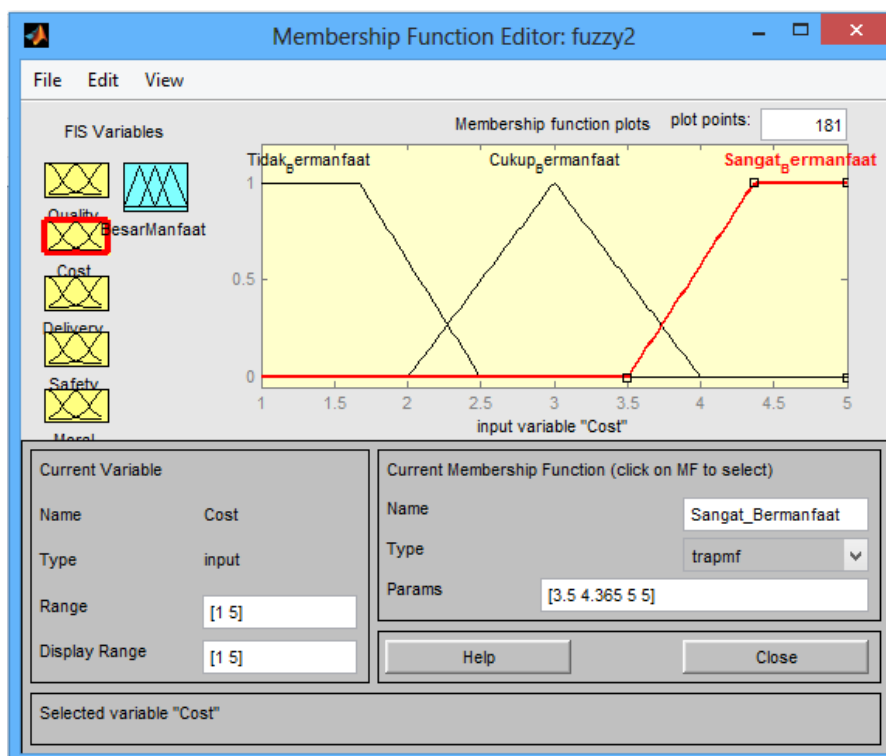 Membership Function Editor: fuzzy2
File Edit View
FIS Variables
Quality
Cost
Delivery
Safety
Moral
BesarManfaat
Membership function plots
plot points: 181
Tidak_Bermanfaat Cukup_Bermanfaat Sangat_Bermanfaat
1
0.5
0
1 1.5 2 2.5 3 3.5 4 4.5 5
input variable "Cost"
Current Variable
Name Cost
Type input
Range [1 5]
Display Range [1 5]
Current Membership Function (click on MF to select)
Name Sangat_Bermanfaat
Type trapmf
Params [3.5 4.365 5 5]
Help Close
Selected variable "Cost"